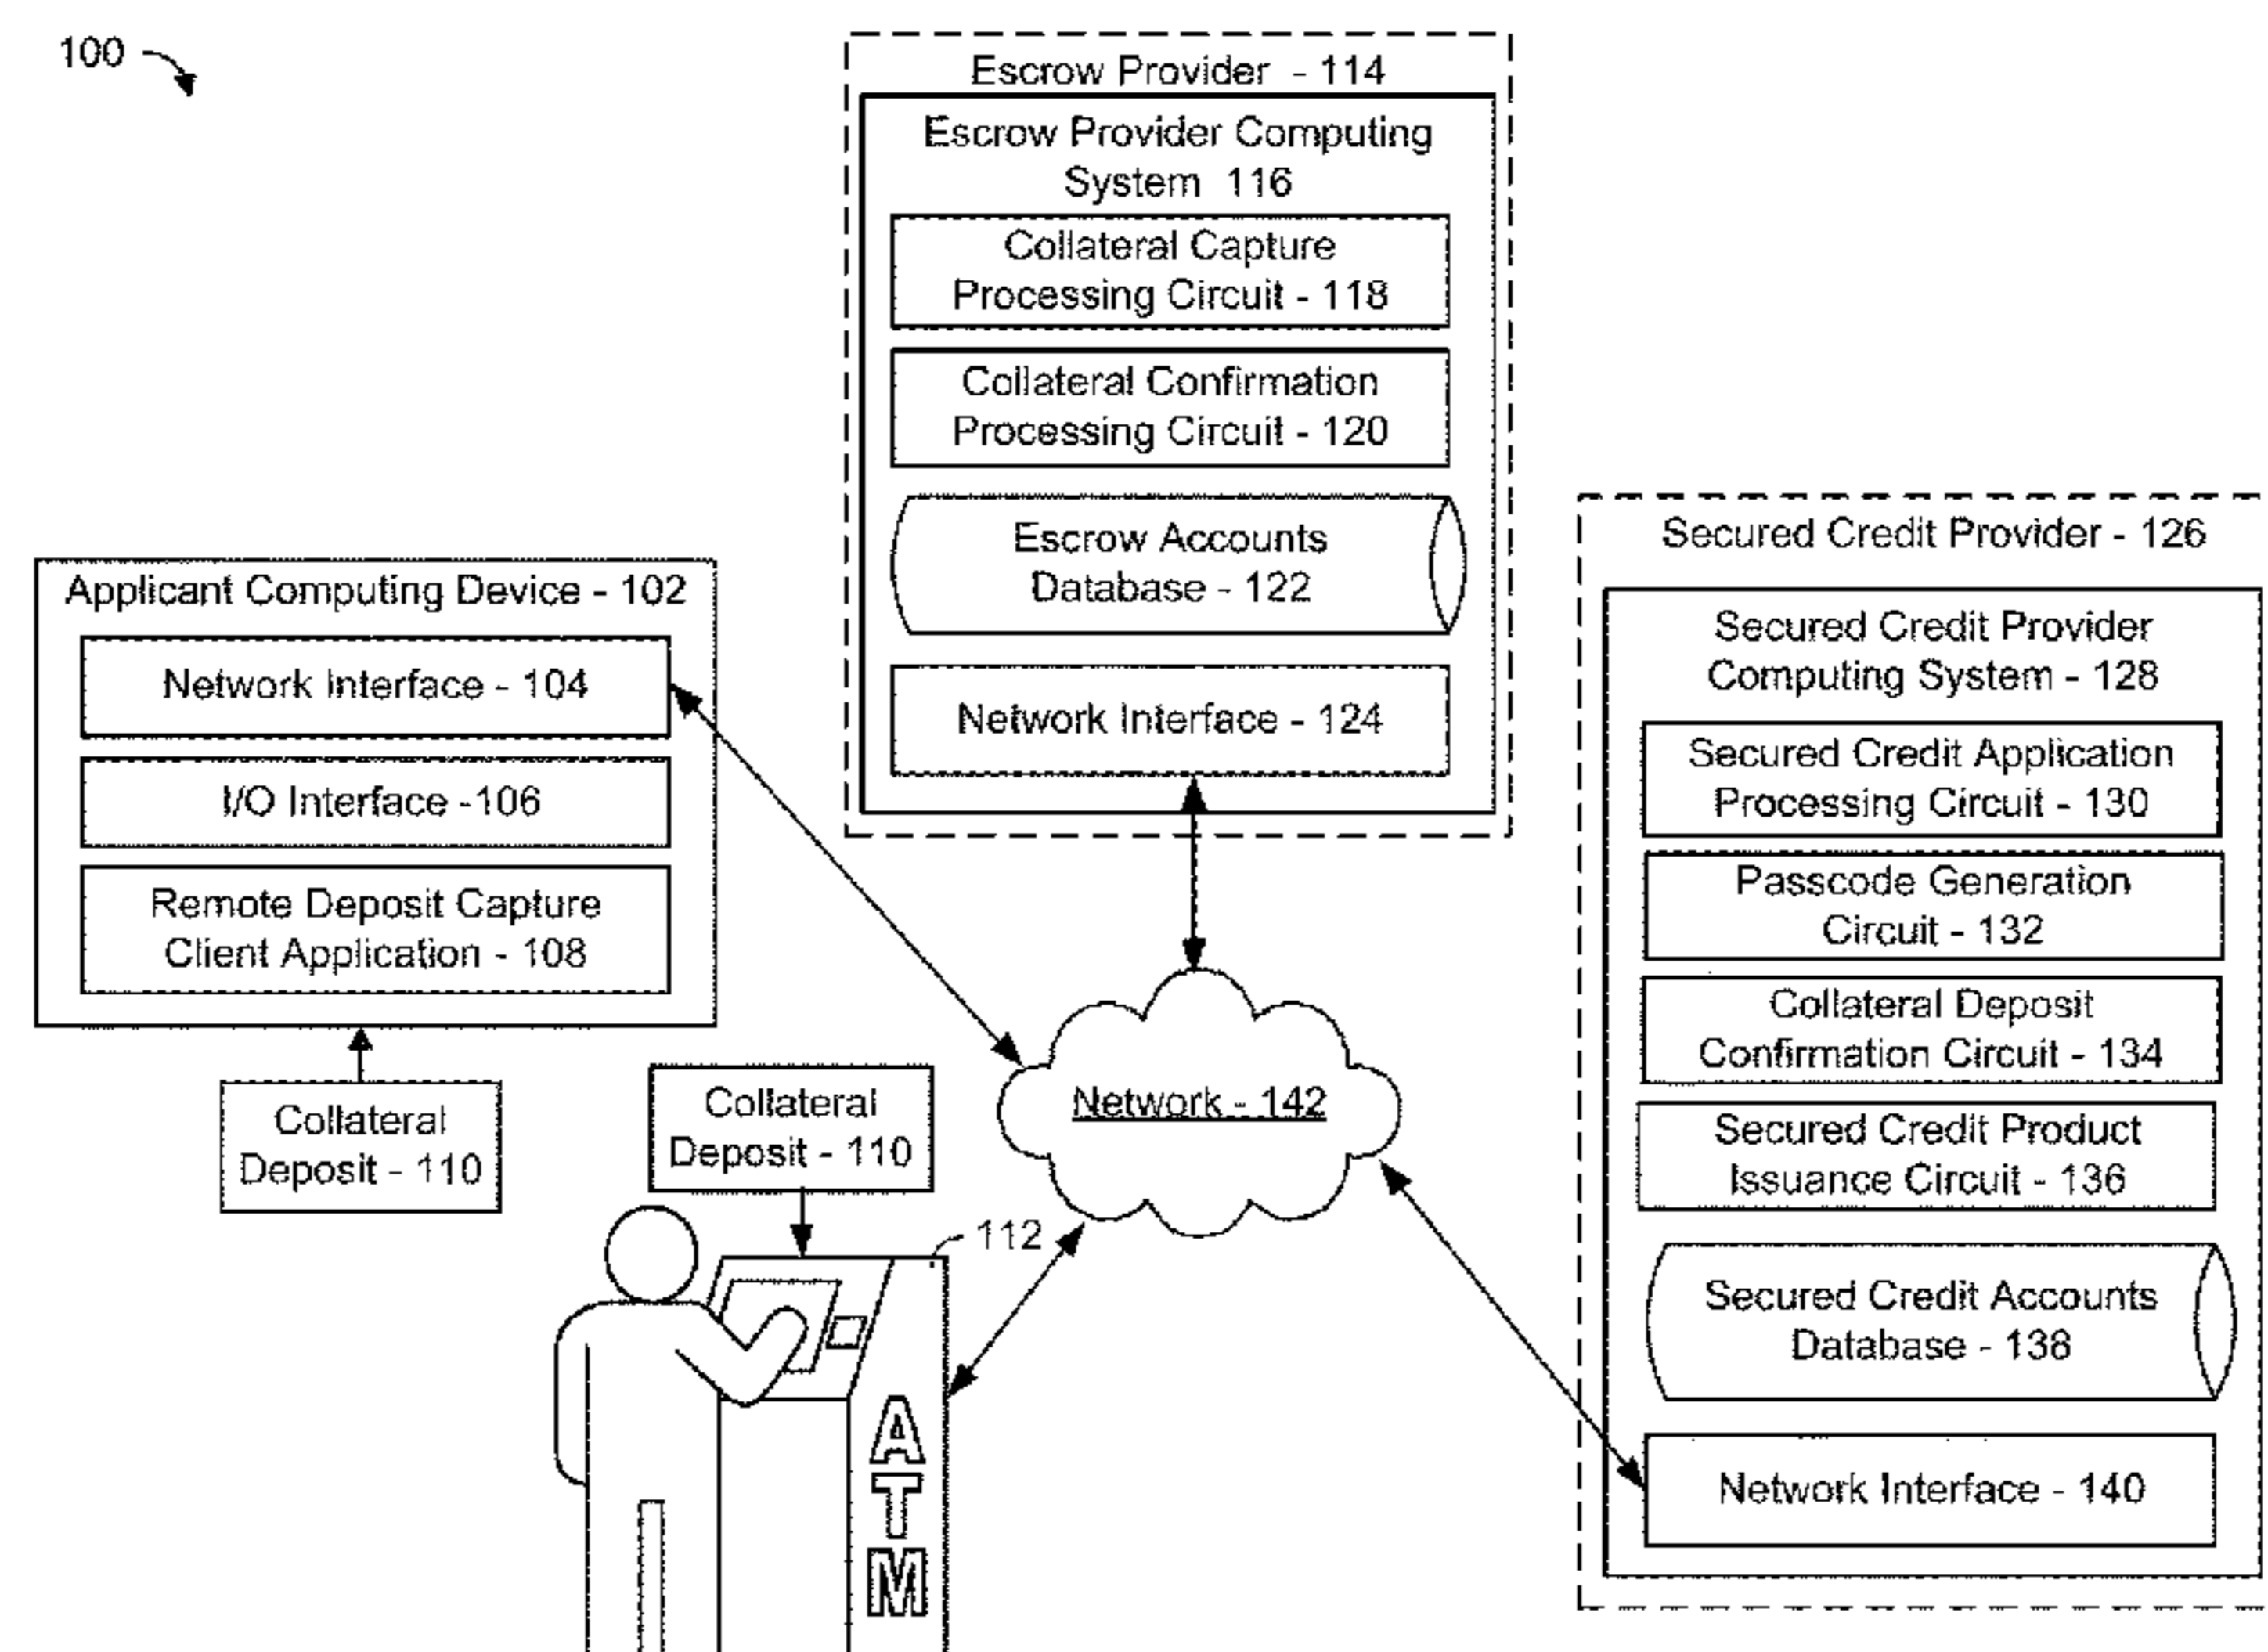 100
Escrow Provider - 114
Escrow Provider Computing
System 116
Collateral Capture
Processing Circuit - 118
Collateral Confirmation
Processing Circuit - 120
Escrow Accounts
Database - 122
Network Interface - 124
Applicant Computing Device - 102
Network Interface - 104
I/O Interface -106
Remote Deposit Capture
Client Application - 108
Collateral
Deposit - 110
Collateral
Deposit - 110
112
ATM
Network - 142
Secured Credit Provider - 126
Secured Credit Provider
Computing System - 128
Secured Credit Application
Processing Circuit - 130
Passcode Generation
Circuit - 132
Collateral Deposit
Confirmation Circuit - 134
Secured Credit Product
Issuance Circuit - 136
Secured Credit Accounts
Database - 138
Network Interface - 140